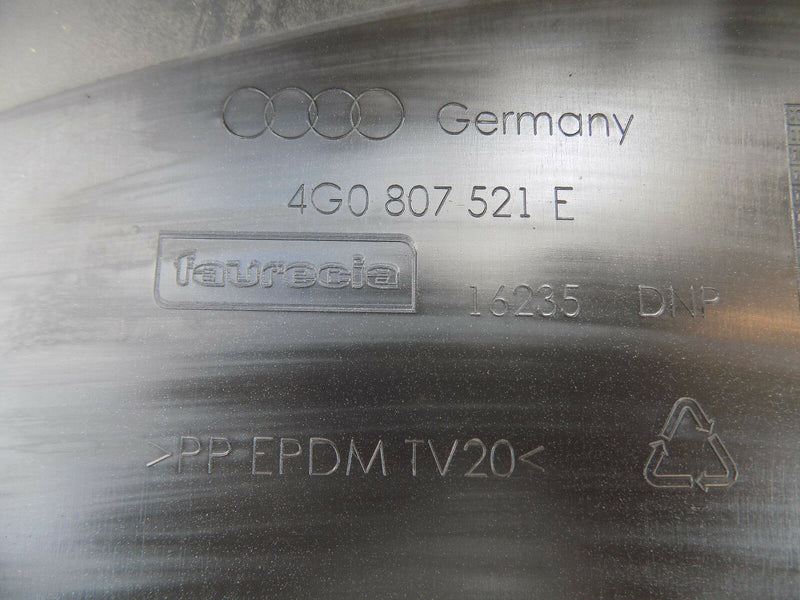 Germany
4G0 807 521 E
faurecia 16235 DNP
>PP EPDM TV20<